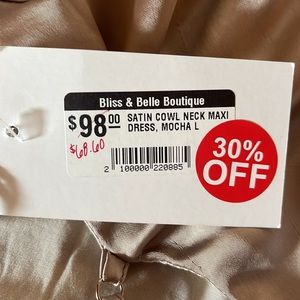 Bliss & Belle Boutique
$98.00 SATIN COWL NECK MAXI
DRESS, MOCHA L
$68.60
2 100000 220885
30%
OFF